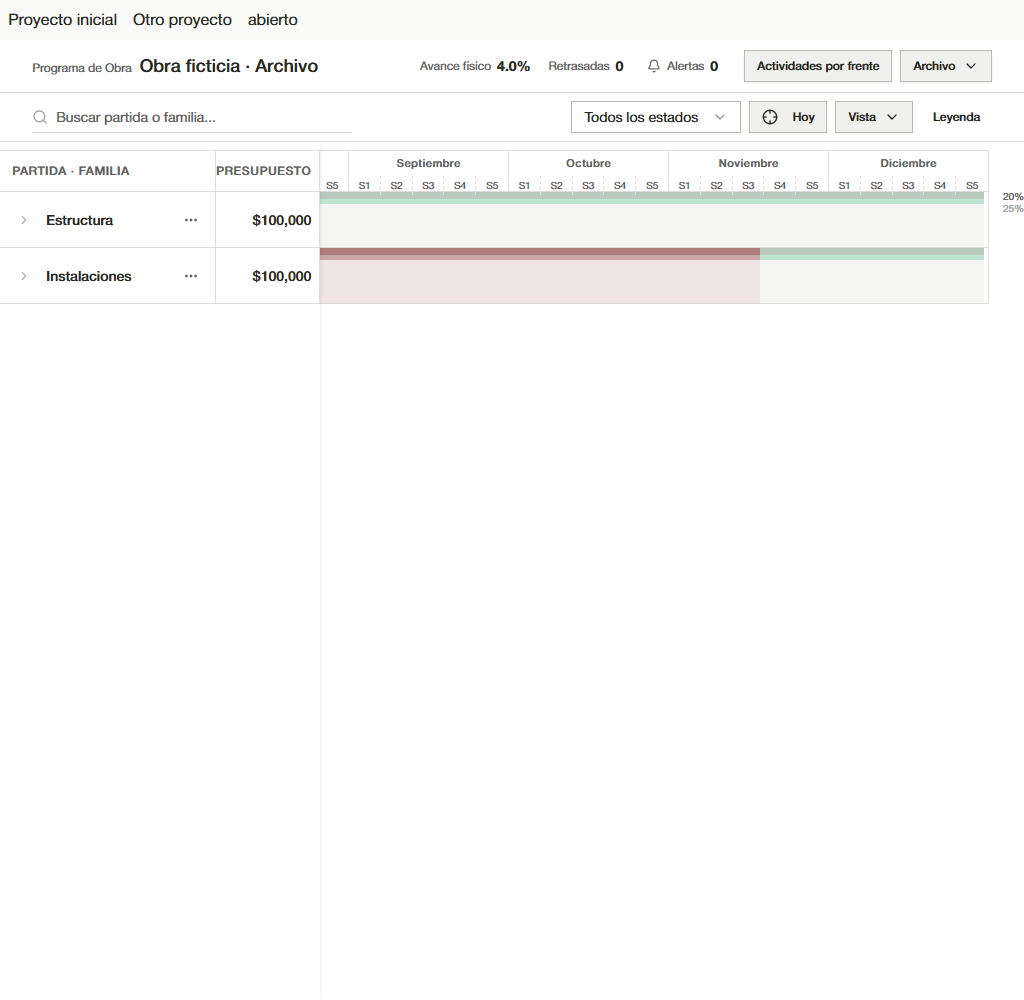 Proyecto inicial Otro proyecto abierto
Programa de Obra Obra ficticia · Archivo Avance físico 4.0% Retrasadas 0 Alertas 0 Actividades por frente Archivo
Buscar partida o familia... Todos los estados Hoy Vista Leyenda
PARTIDA · FAMILIA PRESUPUESTO Septiembre Octubre Noviembre Diciembre
S5 S1 S2 S3 S4 S5 S1 S2 S3 S4 S5 S1 S2 S3 S4 S5 S1 S2 S3 S4 S5
20%
25%
Estructura ··· $100,000
Instalaciones ··· $100,000